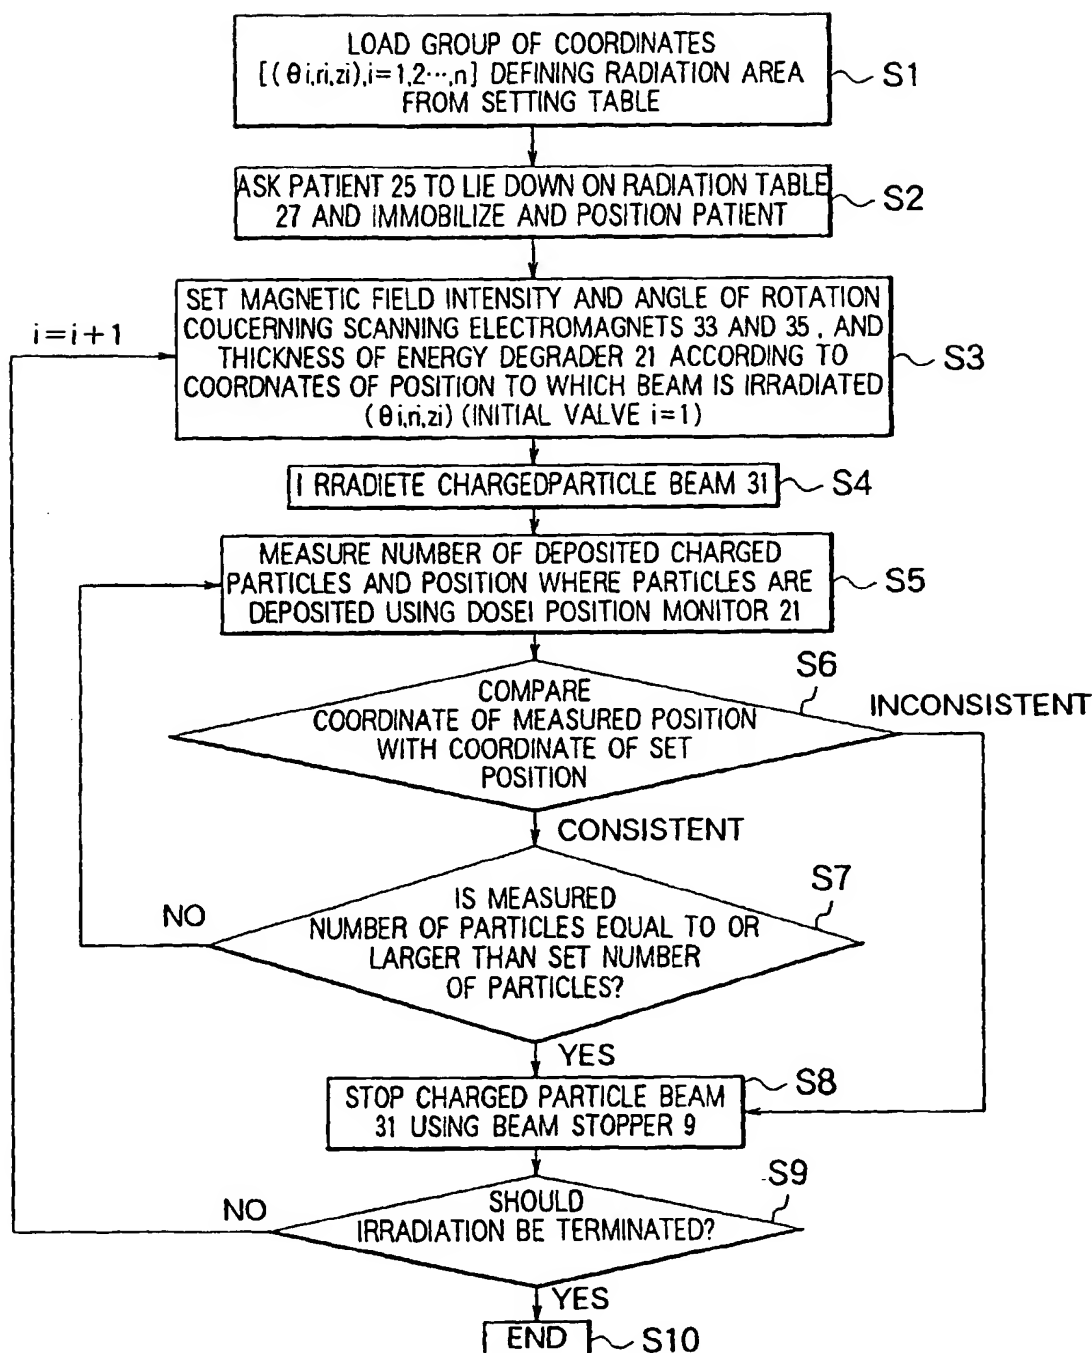 LOAD GROUP OF COORDINATES
[(θi,ri,zi),i=1,2···,n] DEFINING RADIATION AREA
FROM SETTING TABLE
S1
ASK PATIENT 25 TO LIE DOWN ON RADIATION TABLE
27 AND IMMOBILIZE AND POSITION PATIENT
S2
i=i+1
SET MAGNETIC FIELD INTENSITY AND ANGLE OF ROTATION
COUCERNING SCANNING ELECTROMAGNETS 33 AND 35, AND
THICKNESS OF ENERGY DEGRADER 21 ACCORDING TO
COORDNATES OF POSITION TO WHICH BEAM IS IRRADIATED
(θi,ri,zi) (INITIAL VALVE i=1)
S3
I RRADIETE CHARGEDPARTICLE BEAM 31
S4
MEASURE NUMBER OF DEPOSITED CHARGED
PARTICLES AND POSITION WHERE PARTICLES ARE
DEPOSITED USING DOSEI POSITION MONITOR 21
S5
S6
COMPARE
COORDINATE OF MEASURED POSITION
WITH COORDINATE OF SET
POSITION
INCONSISTENT
CONSISTENT
S7
NO
IS MEASURED
NUMBER OF PARTICLES EQUAL TO OR
LARGER THAN SET NUMBER
OF PARTICLES?
YES
S8
STOP CHARGED PARTICLE BEAM
31 USING BEAM STOPPER 9
S9
NO
SHOULD
IRRADIATION BE TERMINATED?
YES
END
S10